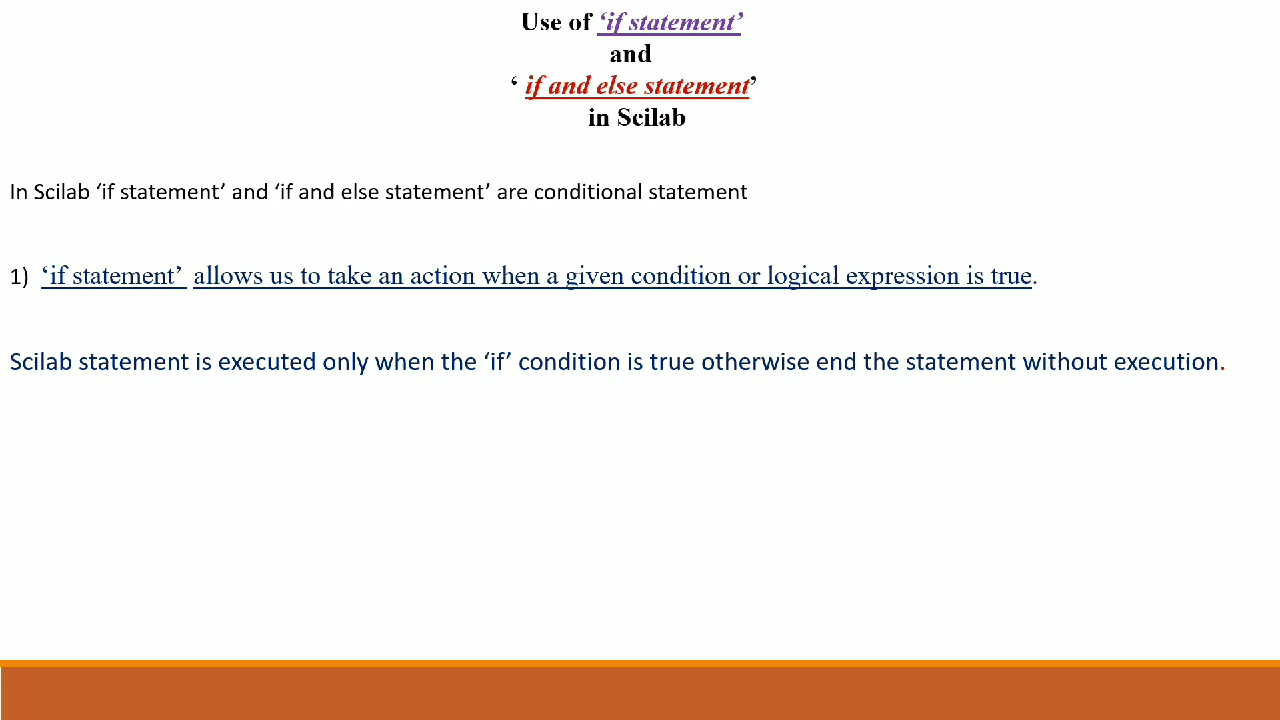 Use of ‘if statement’
and
‘ if and else statement’
in Scilab
In Scilab ‘if statement’ and ‘if and else statement’ are conditional statement
1) ‘if statement’ allows us to take an action when a given condition or logical expression is true.
Scilab statement is executed only when the ‘if’ condition is true otherwise end the statement without execution.